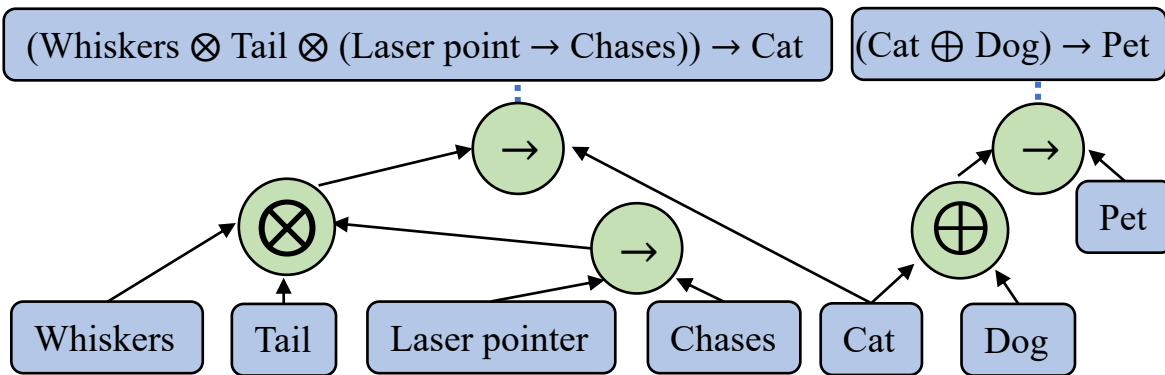 (Whiskers ⊗ Tail ⊗ (Laser point → Chases)) → Cat
(Cat ⊕ Dog) → Pet
→
→
⊗
⊕
→
Pet
Whiskers
Tail
Laser pointer
Chases
Cat
Dog